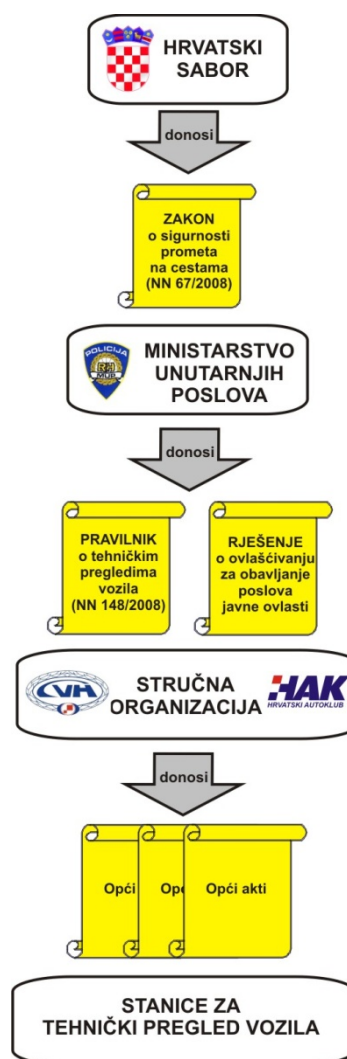 HRVATSKI
SABOR
donosi
ZAKON
o sigurnosti
prometa
na cestama
(NN 67/2008)
POLICIJA
RH
MUP
MINISTARSTVO
UNUTARNJIH
POSLOVA
donosi
PRAVILNIK
o tehničkim
pregledima
vozila
(NN 148/2008)
RJEŠENJE
o ovlašćivanju
za obavljanje
poslova
javne ovlasti
CVH
STRUČNA
ORGANIZACIJA
HAK
HRVATSKI AUTOKLUB
donosi
Opći
Opć
Opći akti
STANICE ZA
TEHNIČKI PREGLED VOZILA